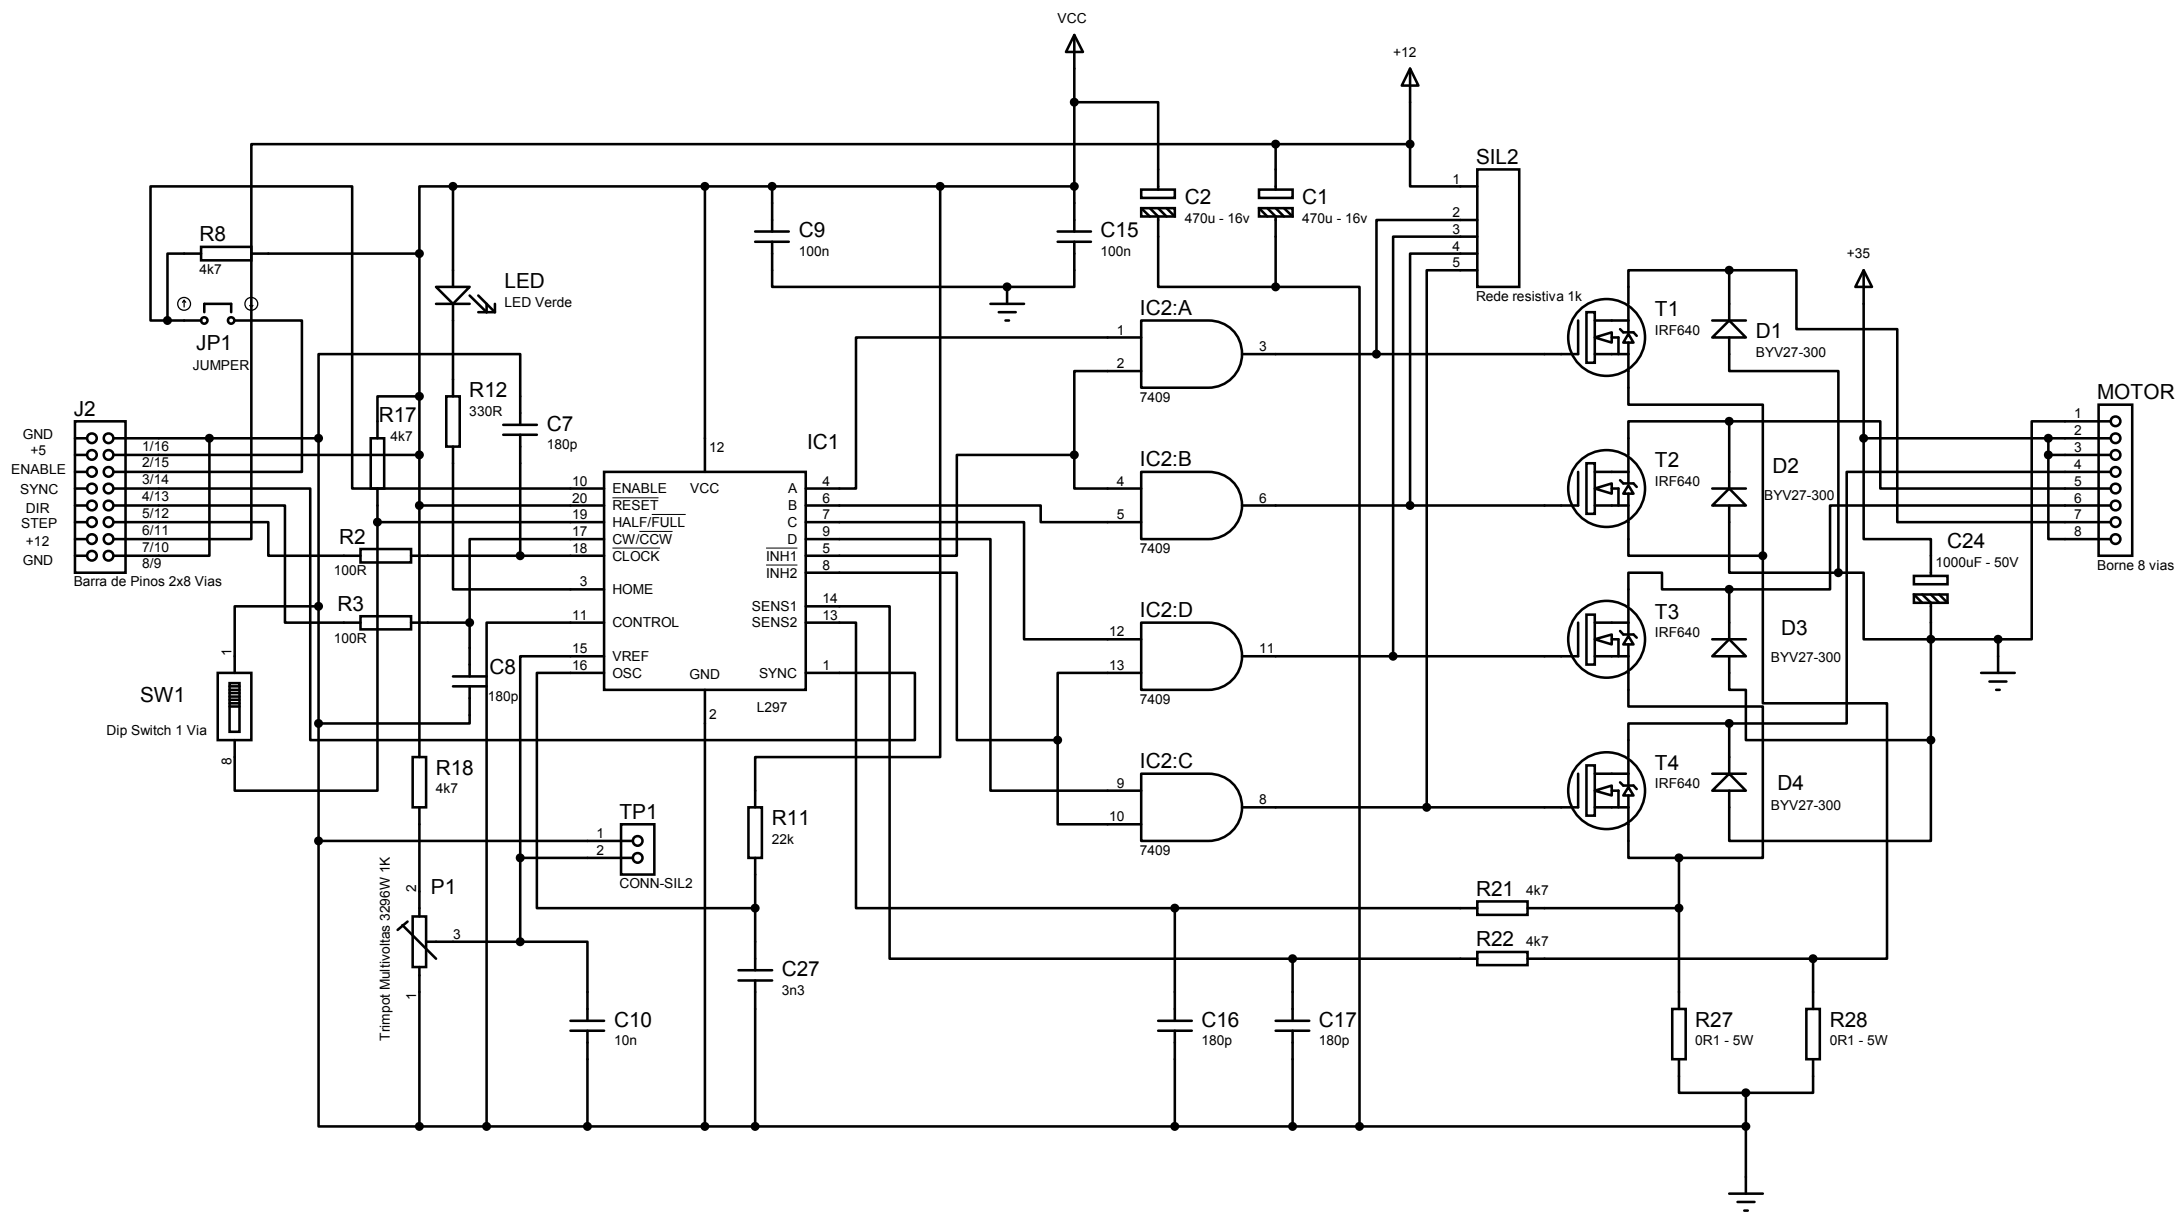 VCC
+12
SIL2
1
2
3
4
5
Rede resistiva 1k
C2
470u - 16v
C1
470u - 16v
C9
100n
C15
100n
R8
4k7
JP1
JUMPER
LED
LED Verde
R12
330R
C7
180p
R17
4k7
J2
GND
+5
ENABLE
SYNC
DIR
STEP
+12
GND
1/16
2/15
3/14
4/13
5/12
6/11
7/10
8/9
Barra de Pinos 2x8 Vias
R2
100R
R3
100R
C8
180p
SW1
Dip Switch 1 Via
1
8
IC1
12
VCC
10 ENABLE
20 RESET
19 HALF/FULL
17 CW/CCW
18 CLOCK
3 HOME
11 CONTROL
15 VREF
16 OSC
A 4
B 6
C 7
D 9
INH1 5
INH2 8
SENS1 14
SENS2 13
SYNC 1
GND
2
L297
IC2:A
1
2
3
7409
IC2:B
4
5
6
7409
IC2:D
12
13
11
7409
IC2:C
9
10
8
7409
T1
IRF640
D1
BYV27-300
T2
IRF640
D2
BYV27-300
T3
IRF640
D3
BYV27-300
T4
IRF640
D4
BYV27-300
+35
MOTOR
1
2
3
4
5
6
7
8
Borne 8 vias
C24
1000uF - 50V
R18
4k7
P1
2
3
1
Trimpot Multivoltas 3296W 1K
TP1
1
2
CONN-SIL2
R11
22k
C27
3n3
C10
10n
R21 4k7
R22 4k7
C16
180p
C17
180p
R27
0R1 - 5W
R28
0R1 - 5W